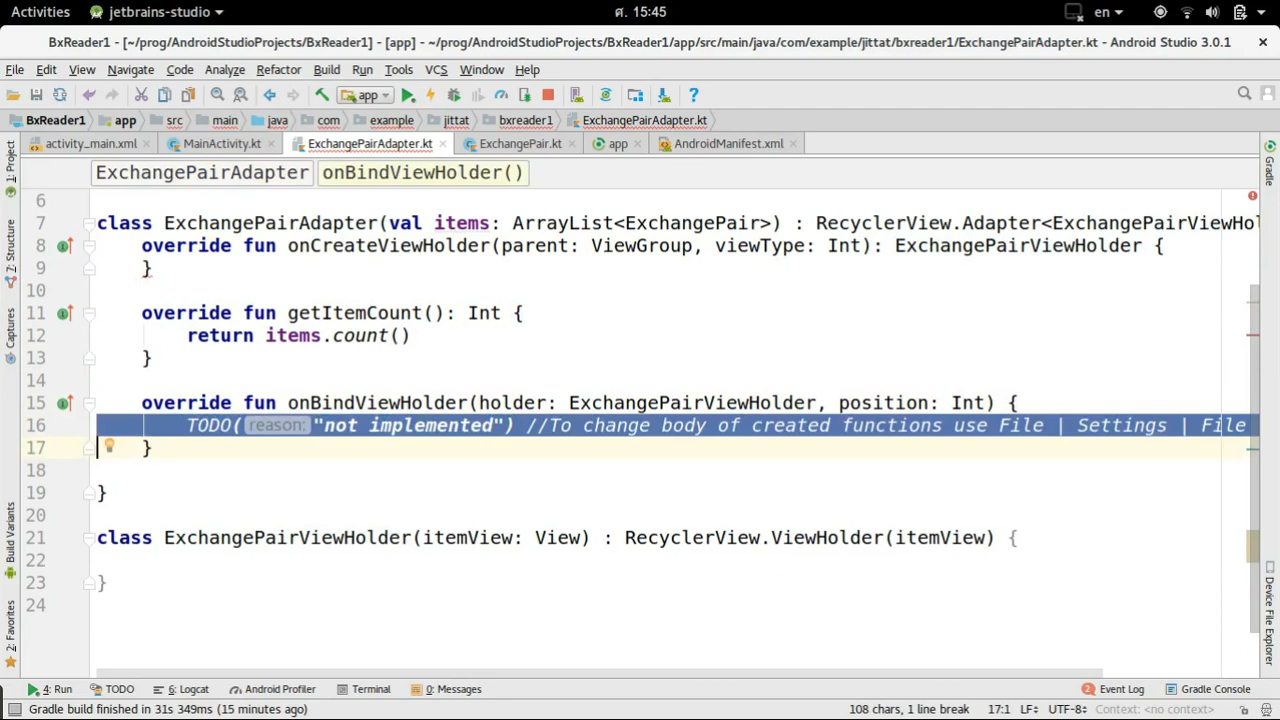 Activities jetbrains-studio ศ. 15:45 en
BxReader1 - [~/prog/AndroidStudioProjects/BxReader1] - [app] - ~/prog/AndroidStudioProjects/BxReader1/app/src/main/java/com/example/jittat/bxreader1/ExchangePairAdapter.kt - Android Studio 3.0.1
File Edit View Navigate Code Analyze Refactor Build Run Tools VCS Window Help
app
BxReader1 app src main java com example jittat bxreader1 ExchangePairAdapter.kt
activity_main.xml MainActivity.kt ExchangePairAdapter.kt ExchangePair.kt app AndroidManifest.xml
ExchangePairAdapter onBindViewHolder()
6
7 class ExchangePairAdapter(val items: ArrayList<ExchangePair>) : RecyclerView.Adapter<ExchangePairViewHol
8 override fun onCreateViewHolder(parent: ViewGroup, viewType: Int): ExchangePairViewHolder {
9 }
10
11 override fun getItemCount(): Int {
12 return items.count()
13 }
14
15 override fun onBindViewHolder(holder: ExchangePairViewHolder, position: Int) {
16 TODO( reason: "not implemented") //To change body of created functions use File | Settings | File
17 }
18
19 }
20
21 class ExchangePairViewHolder(itemView: View) : RecyclerView.ViewHolder(itemView) {
22
23 }
24
1: Project
7: Structure
Captures
Build Variants
2: Favorites
Gradle
Device File Explorer
4: Run TODO 6: Logcat Android Profiler Terminal 0: Messages 2 Event Log Gradle Console
Gradle build finished in 31s 349ms (15 minutes ago) 108 chars, 1 line break 17:1 LF÷ UTF-8÷ Context: <no context>